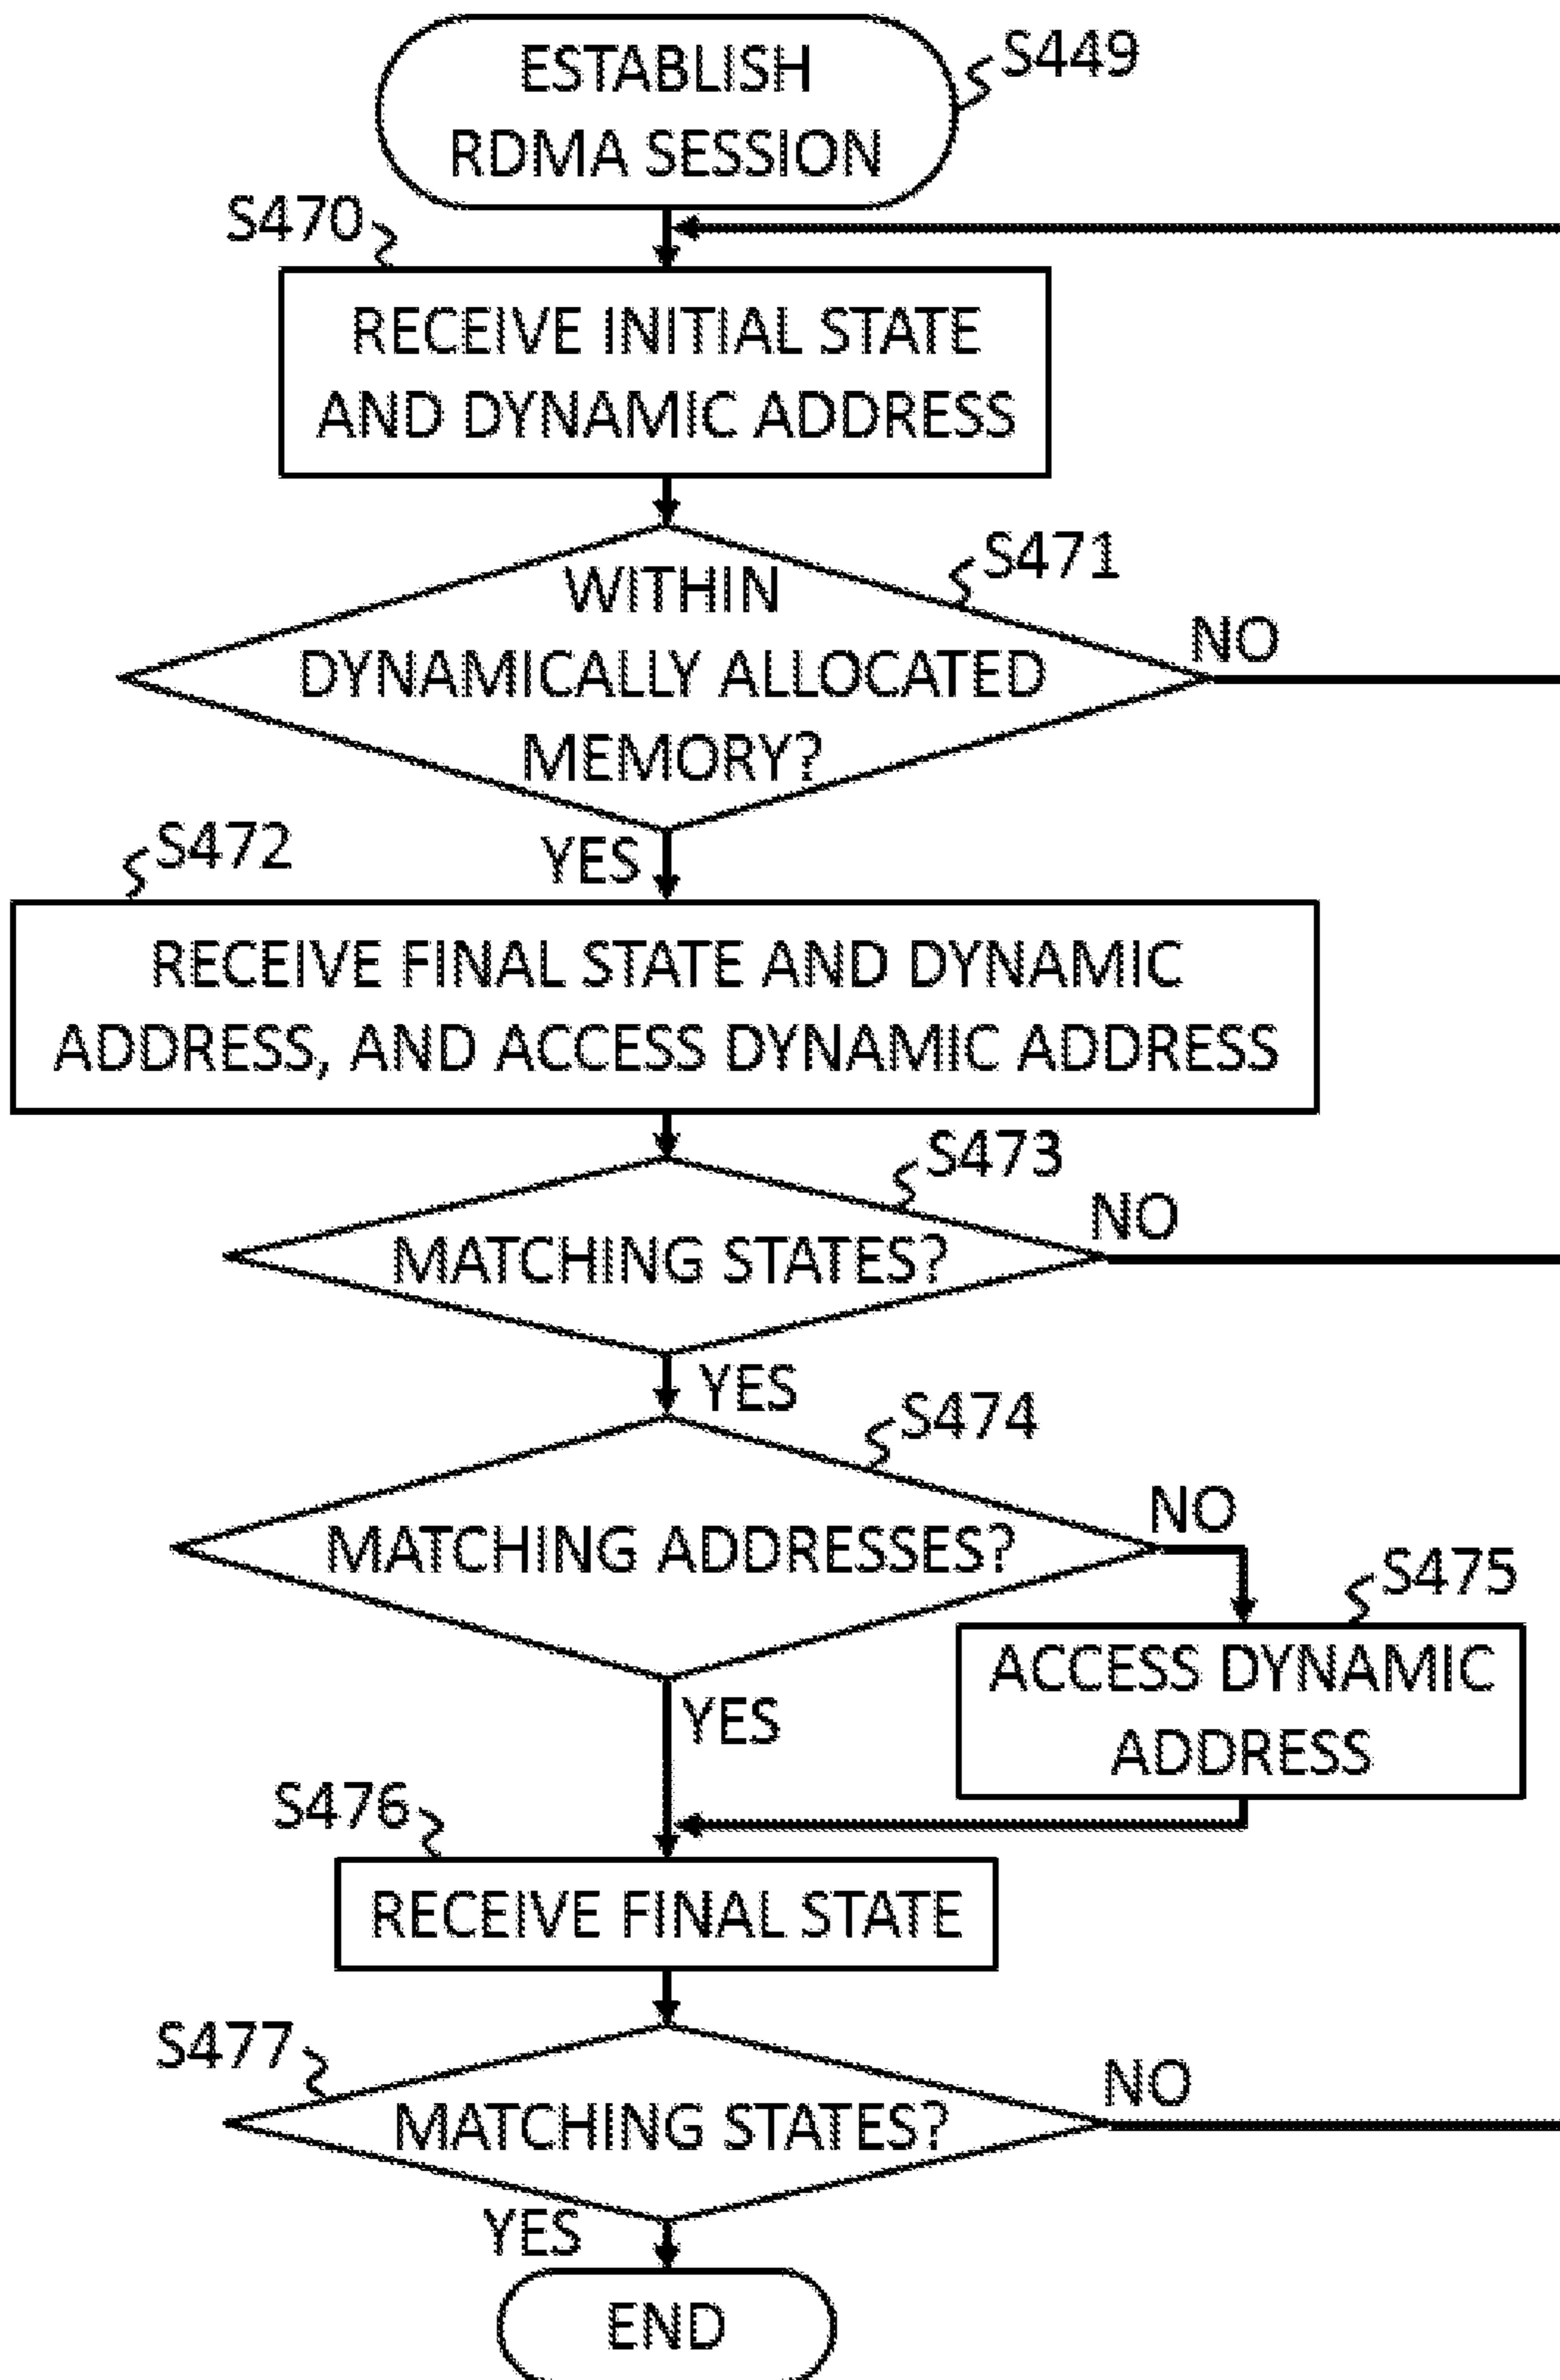 ESTABLISH
RDMA SESSION
S449
S470
RECEIVE INITIAL STATE
AND DYNAMIC ADDRESS
S471
WITHIN
DYNAMICALLY ALLOCATED
MEMORY?
NO
YES
S472
RECEIVE FINAL STATE AND DYNAMIC
ADDRESS, AND ACCESS DYNAMIC ADDRESS
S473
MATCHING STATES?
NO
YES
S474
MATCHING ADDRESSES?
NO
S475
ACCESS DYNAMIC
ADDRESS
YES
S476
RECEIVE FINAL STATE
S477
MATCHING STATES?
NO
YES
END